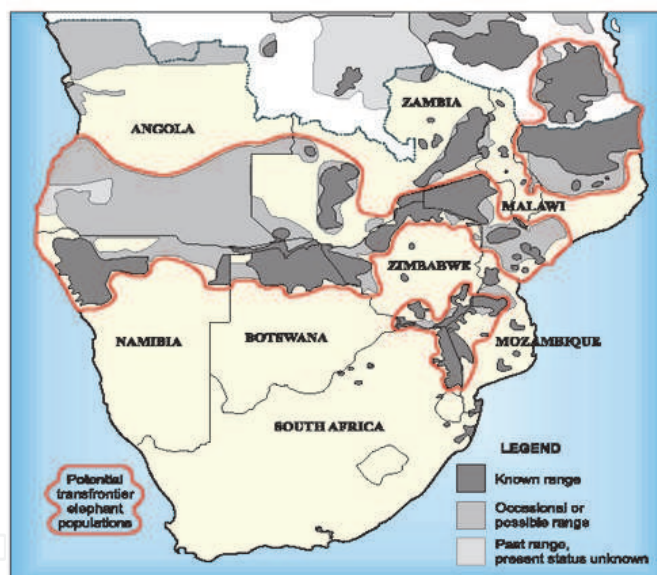 ZAMBIA
ANGOLA
MALAWI
ZIMBABWE
NAMIBIA
BOTSWANA
MOZAMBIQUE
SOUTH AFRICA
LEGEND
Potential
transfrontier
elephant
populations
Known range
Occasional or
possible range
Past range,
present status unknown